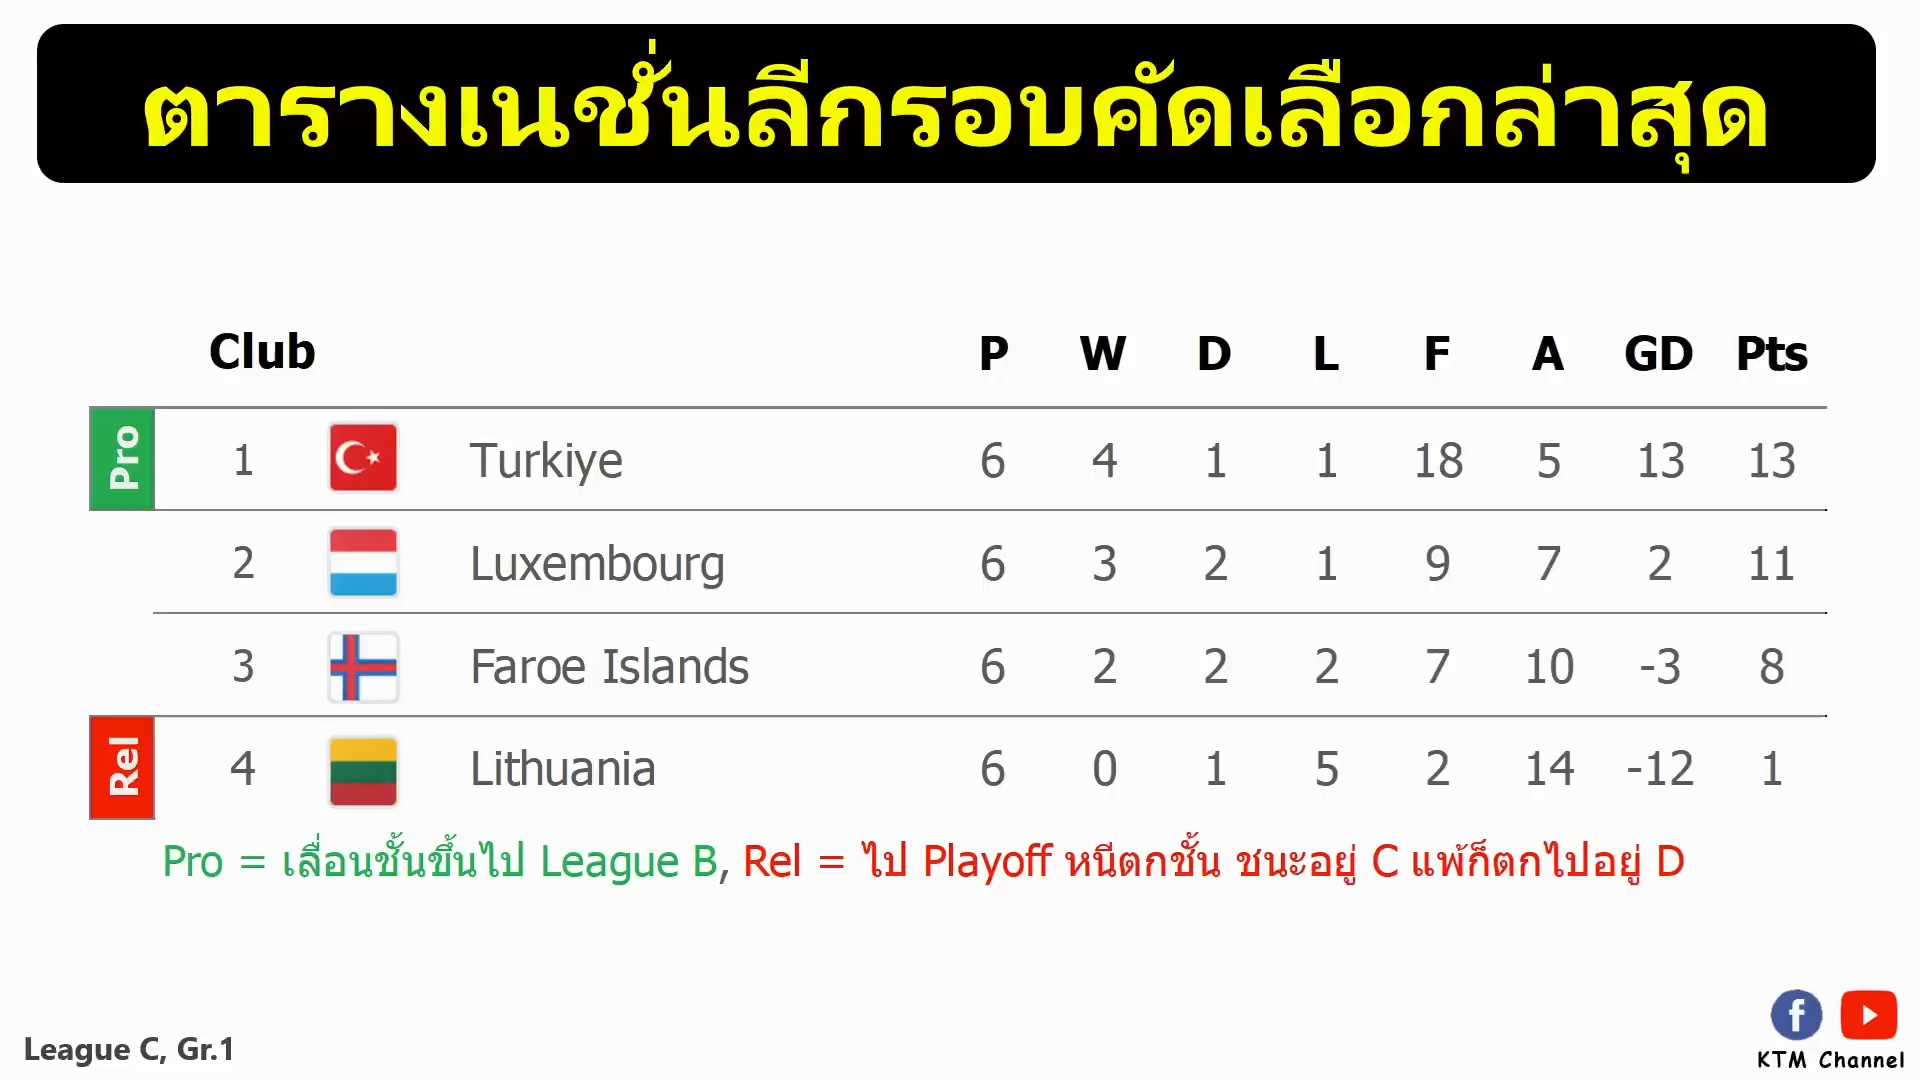 ตารางเนชั่นลีกรอบคัดเลือกล่าสุด
Club P W D L F A GD Pts
Pro 1 Turkiye 6 4 1 1 18 5 13 13
2 Luxembourg 6 3 2 1 9 7 2 11
3 Faroe Islands 6 2 2 2 7 10 -3 8
Rel 4 Lithuania 6 0 1 5 2 14 -12 1
Pro = เลื่อนชั้นขึ้นไป League B, Rel = ไป Playoff หนีตกชั้น ชนะอยู่ C แพ้ก็ตกไปอยู่ D
League C, Gr.1
KTM Channel